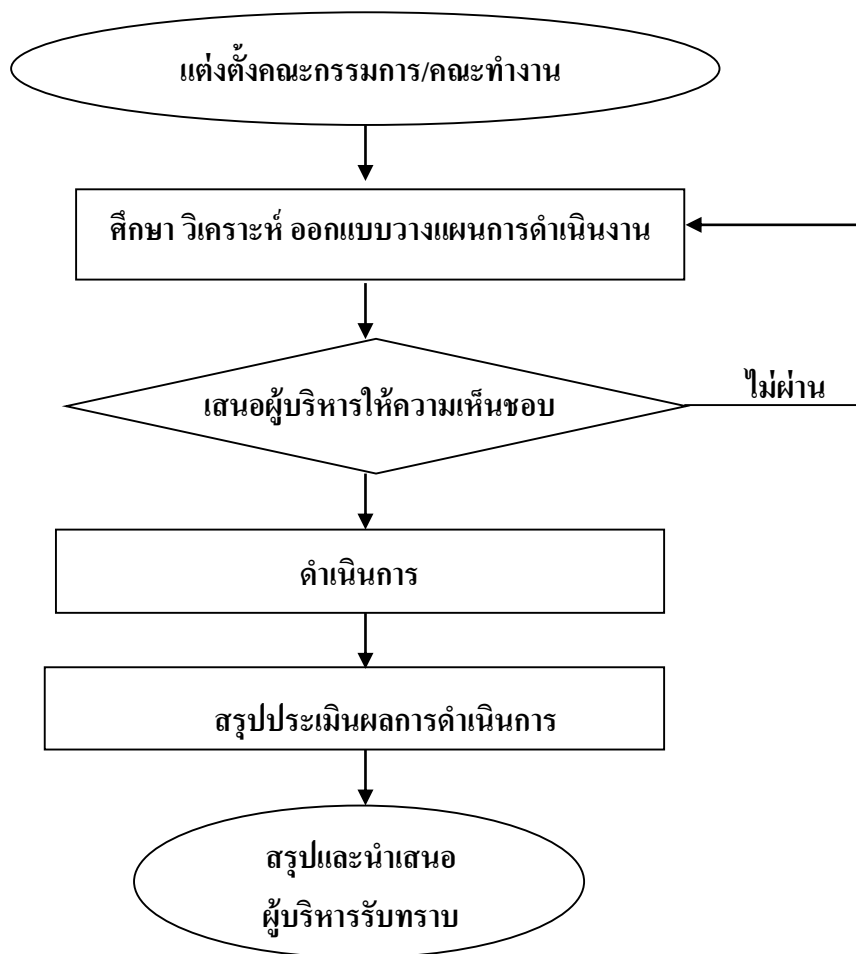 แต่งตั้งคณะกรรมการ/คณะทำงาน
ศึกษา วิเคราะห์ ออกแบบวางแผนการดำเนินงาน
เสนอผู้บริหารให้ความเห็นชอบ
ไม่ผ่าน
ดำเนินการ
สรุปประเมินผลการดำเนินการ
สรุปและนำเสนอ
ผู้บริหารรับทราบ